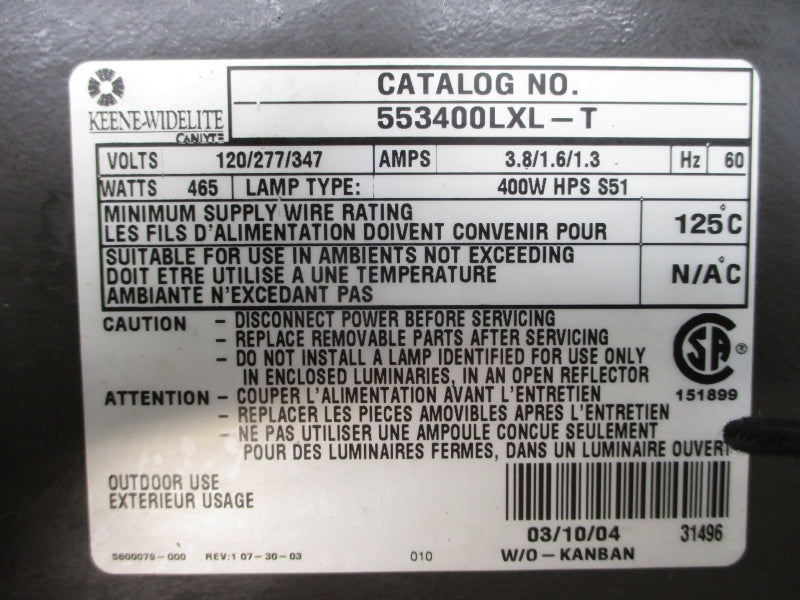 CATALOG NO.
KEENE-WIDELITE
CANLYTE
553400LXL-T
VOLTS 120/277/347 AMPS 3.8/1.6/1.3 Hz 60
WATTS 465 LAMP TYPE: 400W HPS S51
MINIMUM SUPPLY WIRE RATING
LES FILS D'ALIMENTATION DOIVENT CONVENIR POUR 125°C
SUITABLE FOR USE IN AMBIENTS NOT EXCEEDING
DOIT ETRE UTILISE A UNE TEMPERATURE N/A°C
AMBIANTE N'EXCEDANT PAS
CAUTION - DISCONNECT POWER BEFORE SERVICING
- REPLACE REMOVABLE PARTS AFTER SERVICING
- DO NOT INSTALL A LAMP IDENTIFIED FOR USE ONLY
IN ENCLOSED LUMINARIES, IN AN OPEN REFLECTOR
SA ®
151899
ATTENTION - COUPER L'ALIMENTATION AVANT L'ENTRETIEN
- REPLACER LES PIECES AMOVIBLES APRES L'ENTRETIEN
- NE PAS UTILISER UNE AMPOULE CONCUE SEULEMENT
POUR DES LUMINAIRES FERMES, DANS UN LUMINAIRE OUVERT
OUTDOOR USE
EXTERIEUR USAGE
03/10/04 31496
W/O-KANBAN
5800079-000 REV:1 07-30-03 010